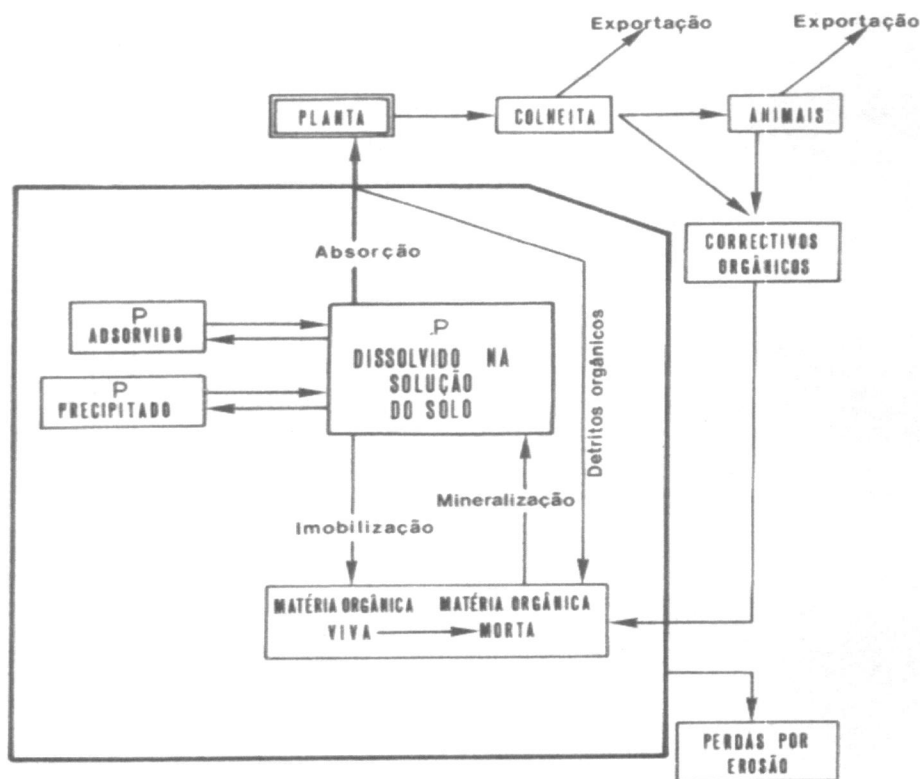 Exportação
Exportação
PLANTA
COLHEITA
ANIMAIS
CORRECTIVOS
ORGÂNICOS
Absorção
P
ADSORVIDO
P
PRECIPITADO
P
DISSOLVIDO NA
SOLUÇÃO
DO SOLO
Detritos orgânicos
Mineralização
Imobilização
MATÉRIA ORGÂNICA
VIVA
MATÉRIA ORGÂNICA
MORTA
PERDAS POR
EROSÃO